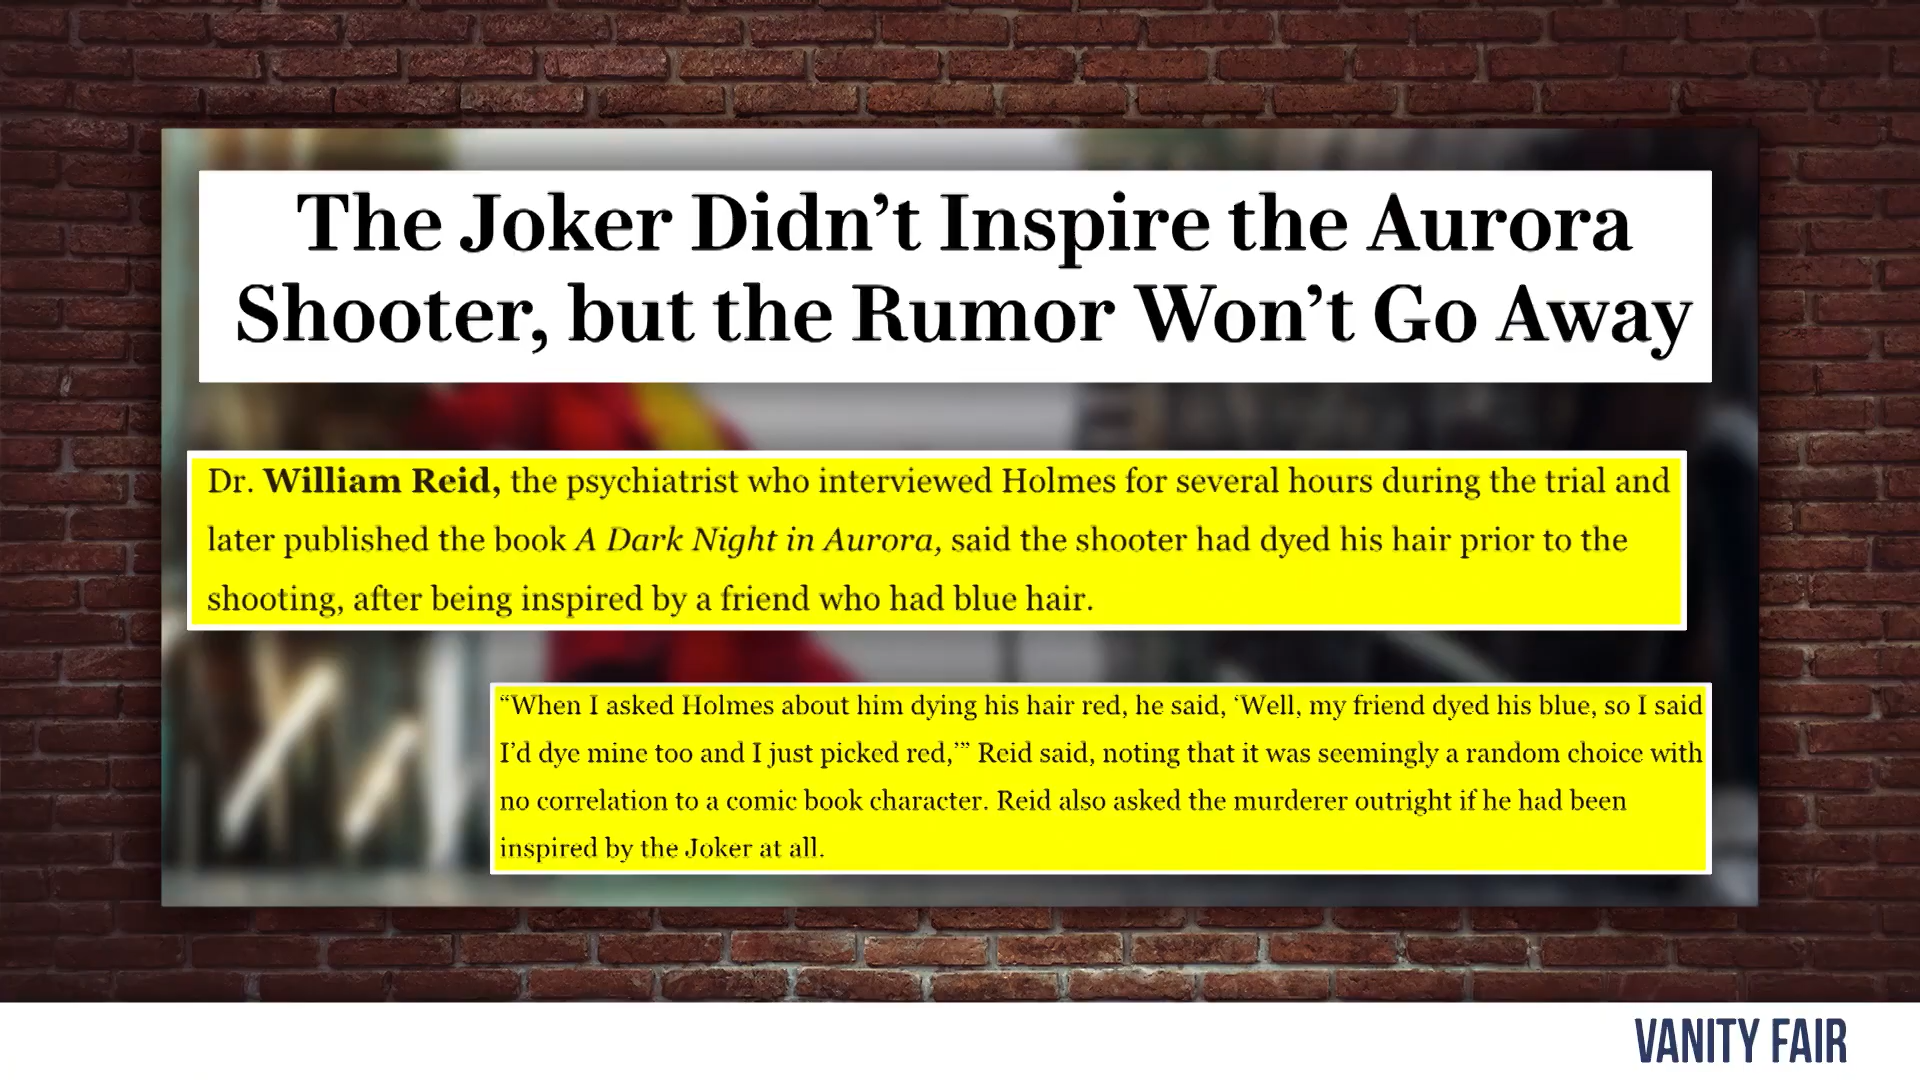 The Joker Didn’t Inspire the Aurora
Shooter, but the Rumor Won’t Go Away
Dr. William Reid, the psychiatrist who interviewed Holmes for several hours during the trial and
later published the book A Dark Night in Aurora, said the shooter had dyed his hair prior to the
shooting, after being inspired by a friend who had blue hair.
“When I asked Holmes about him dying his hair red, he said, ‘Well, my friend dyed his blue, so I said
I’d dye mine too and I just picked red,’” Reid said, noting that it was seemingly a random choice with
no correlation to a comic book character. Reid also asked the murderer outright if he had been
inspired by the Joker at all.
VANITY FAIR